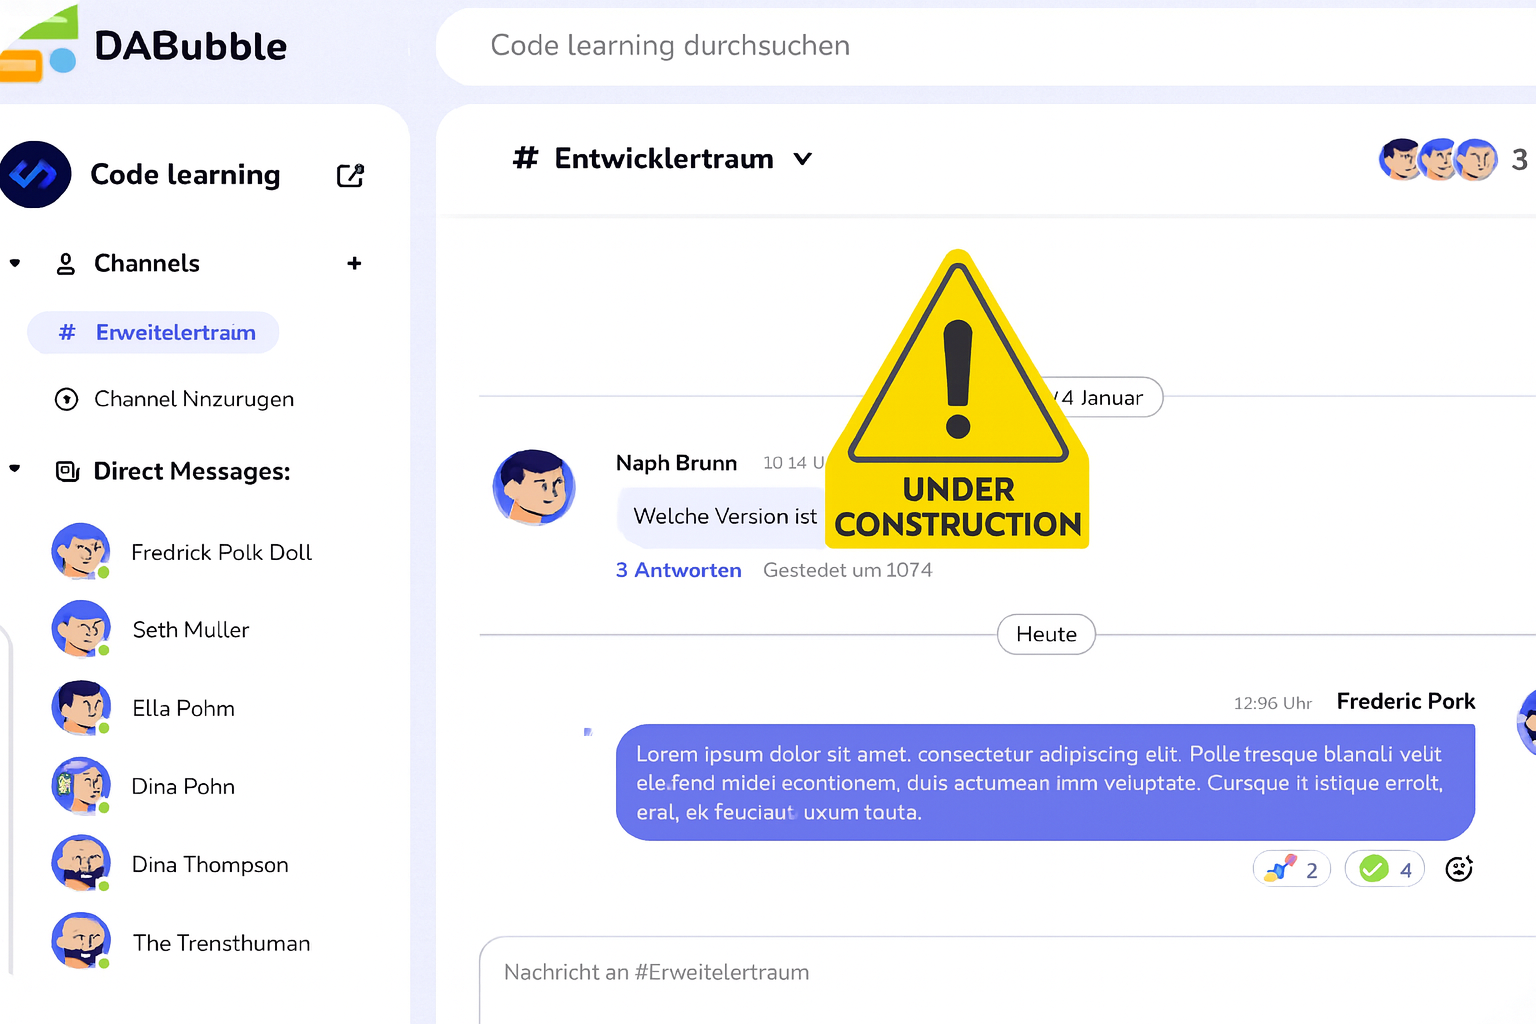 DABubble
Code learning durchsuchen
Code learning
Channels
+
# Erweitelertraim
Channel Nnzurugen
Direct Messages:
Fredrick Polk Doll
Seth Muller
Ella Pohm
Dina Pohn
Dina Thompson
The Trensthuman
# Entwicklertraum
3
4 Januar
Naph Brunn 10 14 U
Welche Version ist
UNDER
CONSTRUCTION
3 Antworten Gestedet um 1074
Heute
12:96 Uhr Frederic Pork
Lorem ipsum dolor sit amet. consectetur adipiscing elit. Polletresque blanali velit
ele.fend midei econtionem, duis actumean imm veiuptate. Cursque it istique errolt,
eral, ek feuciaut uxum touta.
2
4
Nachricht an #Erweitelertraum